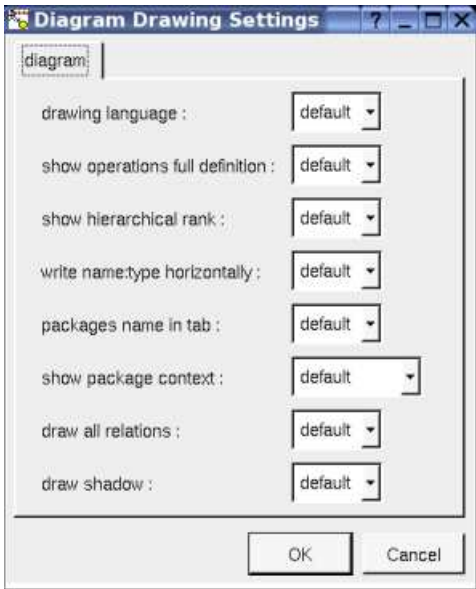 Diagram Drawing Settings ? _ X
diagram
drawing language : default
show operations full definition : default
show hierarchical rank : default
write name:type horizontally : default
packages name in tab : default
show package context : default
draw all relations : default
draw shadow : default
OK Cancel